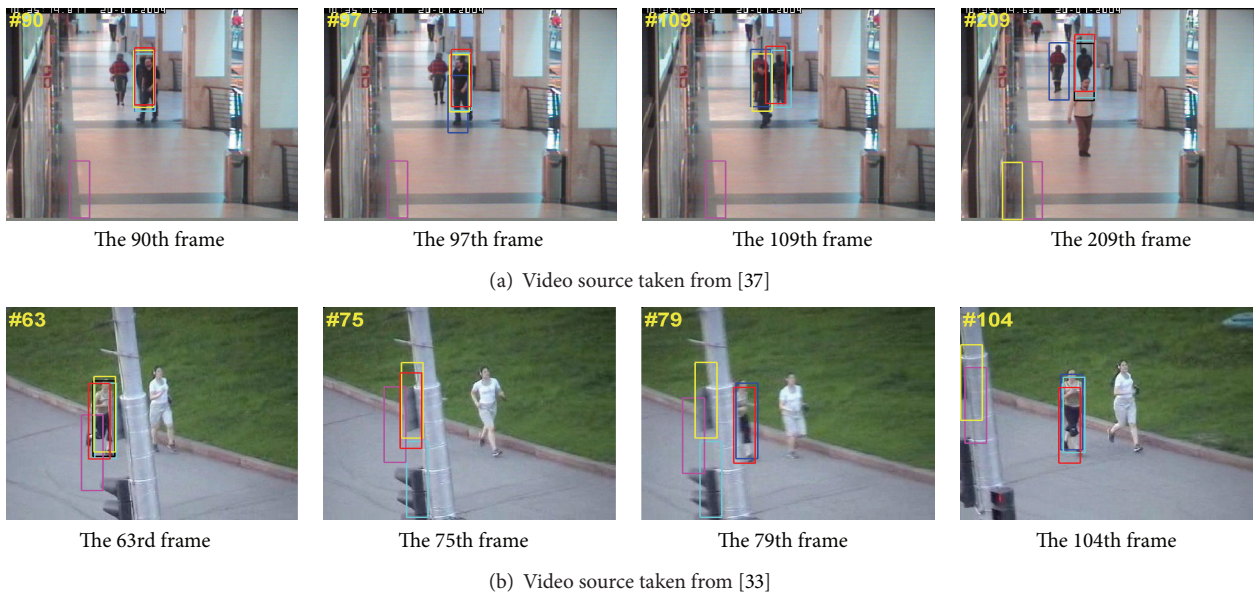 #90
#97
#109
#209
The 90th frame
The 97th frame
The 109th frame
The 209th frame
(a) Video source taken from [37]
#63
#75
#79
#104
The 63rd frame
The 75th frame
The 79th frame
The 104th frame
(b) Video source taken from [33]